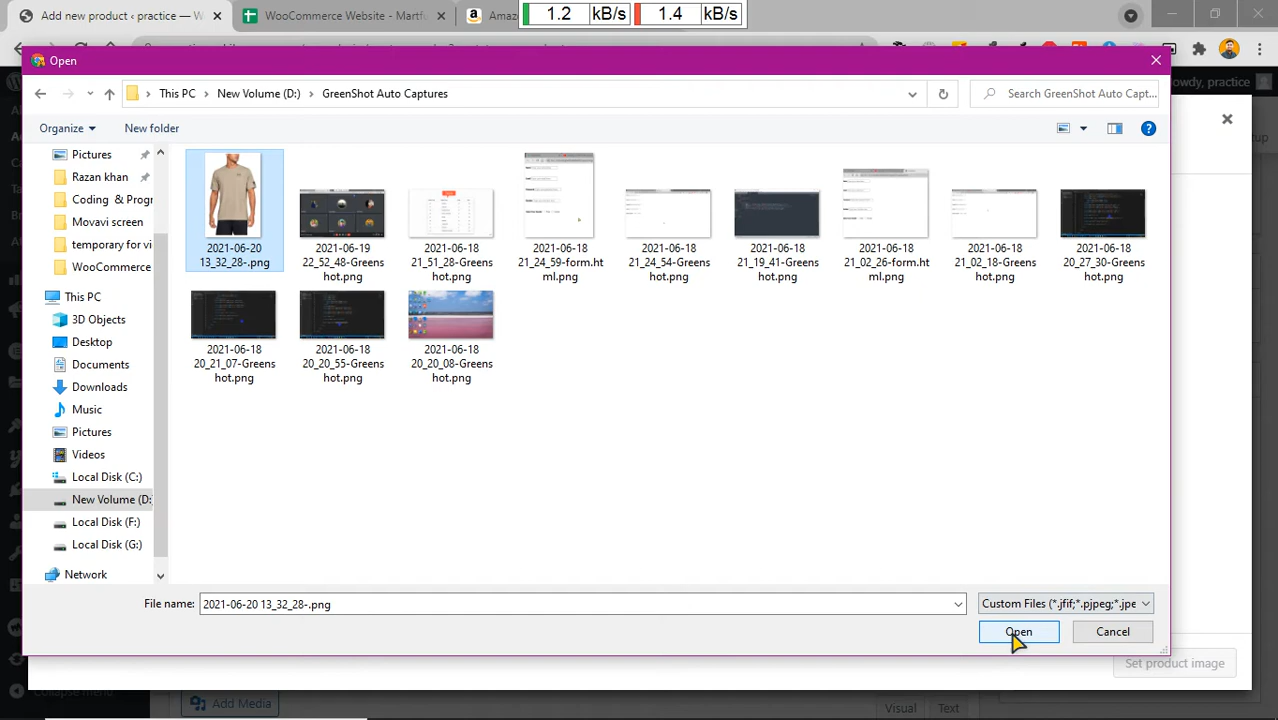 Add new product ‹ practice — W
WooCommerce Website - Martfu
Amazo
1.2 kB/s 1.4 kB/s
Open
This PC > New Volume (D:) > GreenShot Auto Captures
Search GreenShot Auto Capt...
owdy, practice
Organize
New folder
Pictures
Razan khan
Coding & Progr
Movavi screen
temporary for vi
WooCommerce
This PC
3D Objects
Desktop
Documents
Downloads
Music
Pictures
Videos
Local Disk (C:)
New Volume (D:
Local Disk (F:)
Local Disk (G:)
Network
2021-06-20
13_32_28-.png
2021-06-19
22_52_48-Greens
hot.png
2021-06-18
21_51_28-Greens
hot.png
2021-06-18
21_24_59-form.ht
ml.png
2021-06-18
21_24_54-Greens
hot.png
2021-06-18
21_19_41-Greens
hot.png
2021-06-18
21_02_26-form.ht
ml.png
2021-06-18
21_02_18-Greens
hot.png
2021-06-18
20_27_30-Greens
hot.png
2021-06-18
20_21_07-Greens
hot.png
2021-06-18
20_20_55-Greens
hot.png
2021-06-18
20_20_08-Greens
hot.png
File name: 2021-06-20 13_32_28-.png
Custom Files (*.jfif;*.pjpeg;*.jpe
Open
Cancel
Set product image
Collapse menu
Add Media
Visual Text